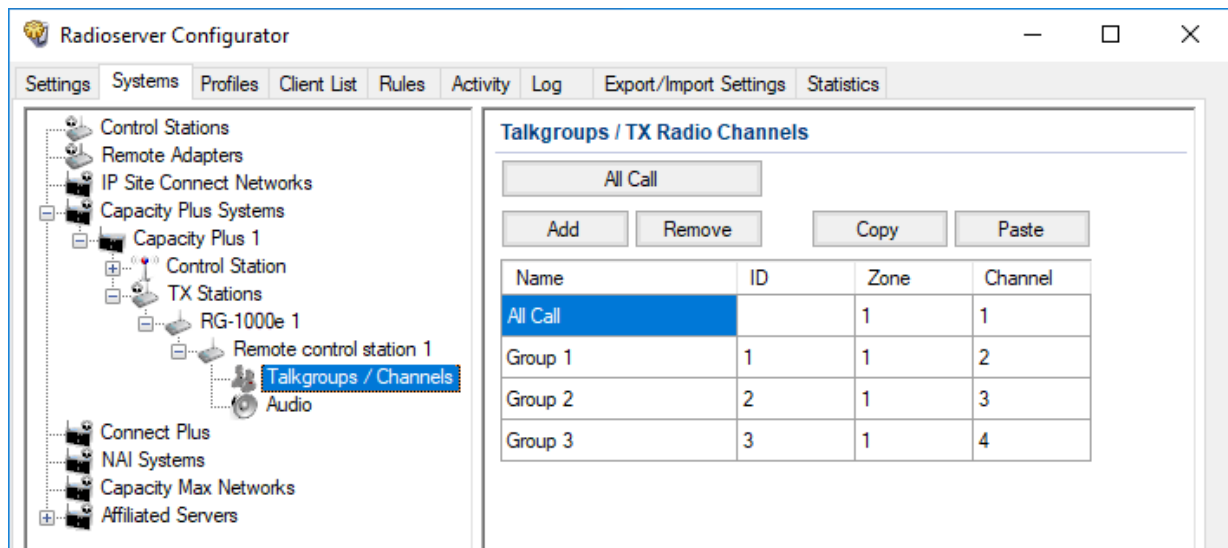 Radioserver Configurator
Settings Systems Profiles Client List Rules Activity Log Export/Import Settings Statistics
Control Stations
Remote Adapters
IP Site Connect Networks
Capacity Plus Systems
Capacity Plus 1
Control Station
TX Stations
RG-1000e 1
Remote control station 1
Talkgroups / Channels
Audio
Connect Plus
NAI Systems
Capacity Max Networks
Affiliated Servers
Talkgroups / TX Radio Channels
All Call
Add Remove Copy Paste
Name ID Zone Channel
All Call 1 1
Group 1 1 1 2
Group 2 2 1 3
Group 3 3 1 4